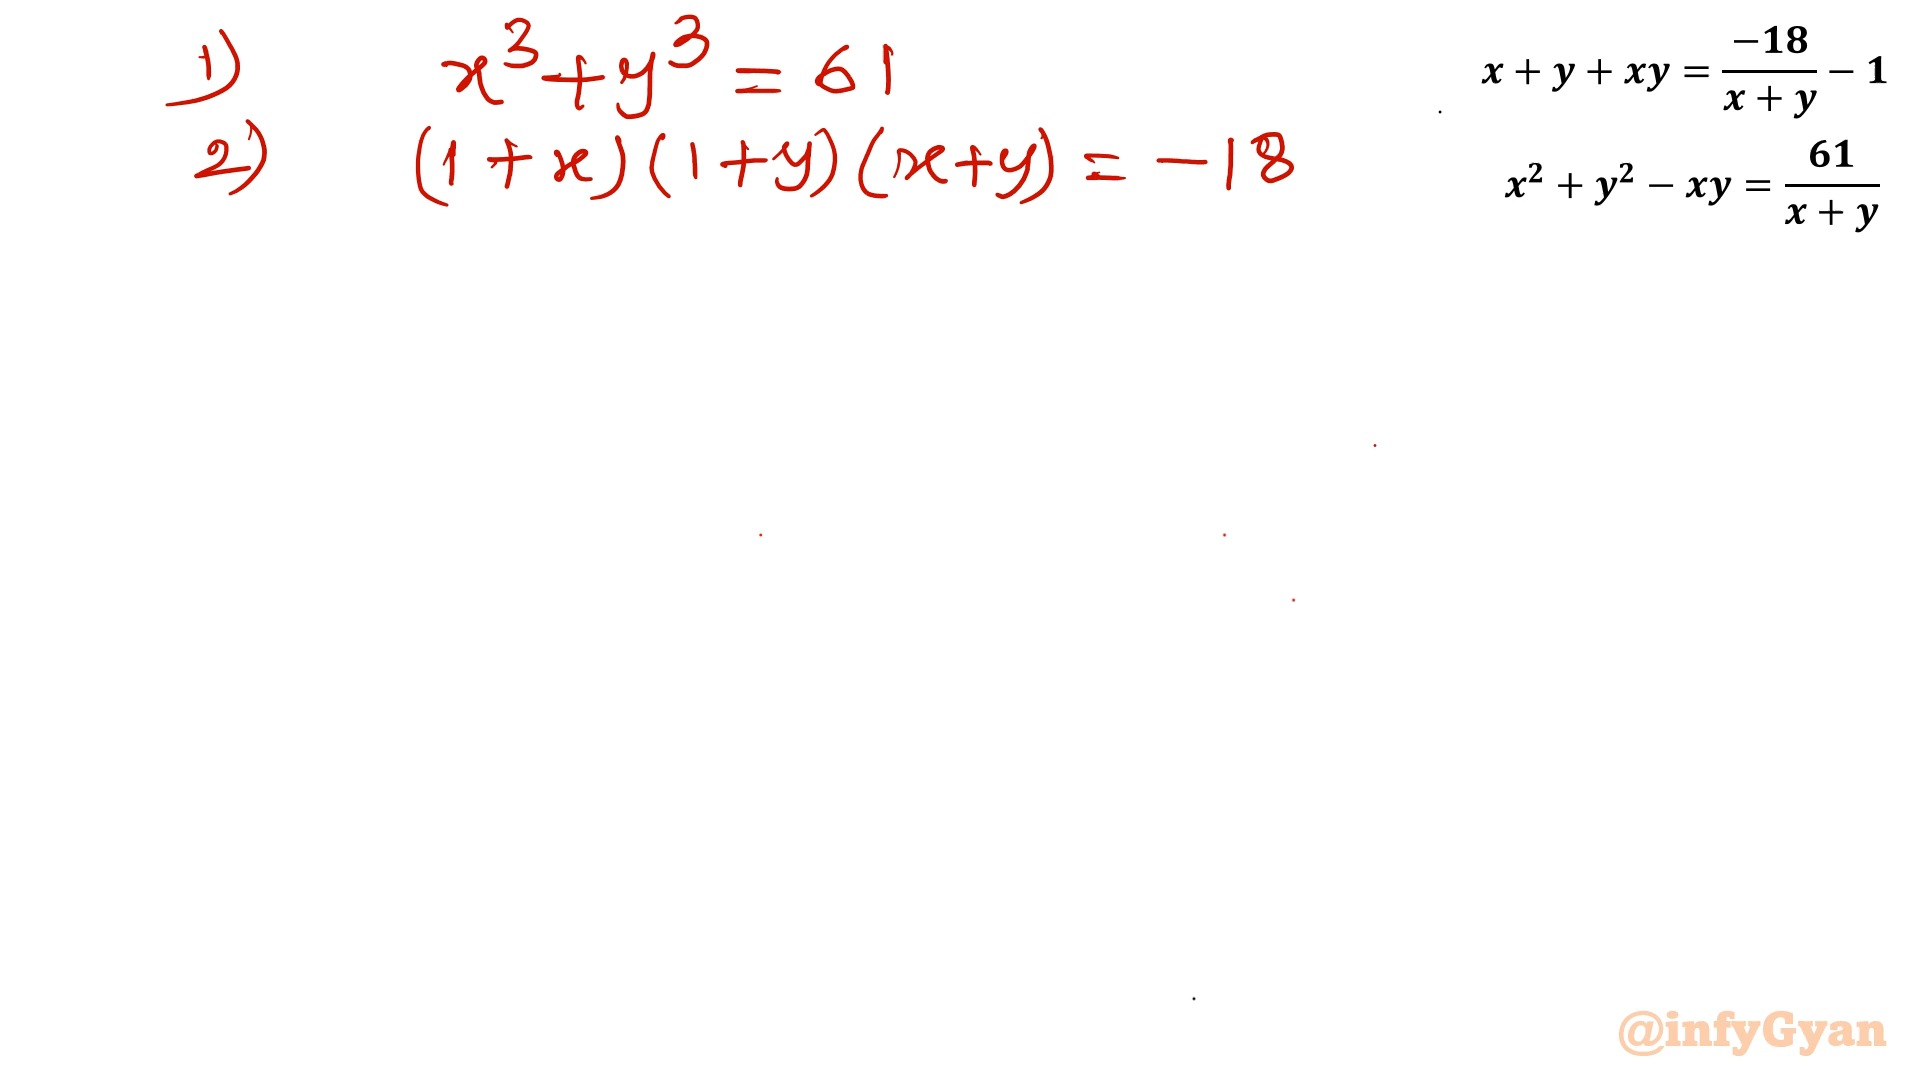 1) x³ + y³ = 61
2) (1 + x) (1 + y) (x + y) = -18
x + y + xy = −18/(x + y) − 1
x² + y² − xy = 61/(x + y)
@infyGyan